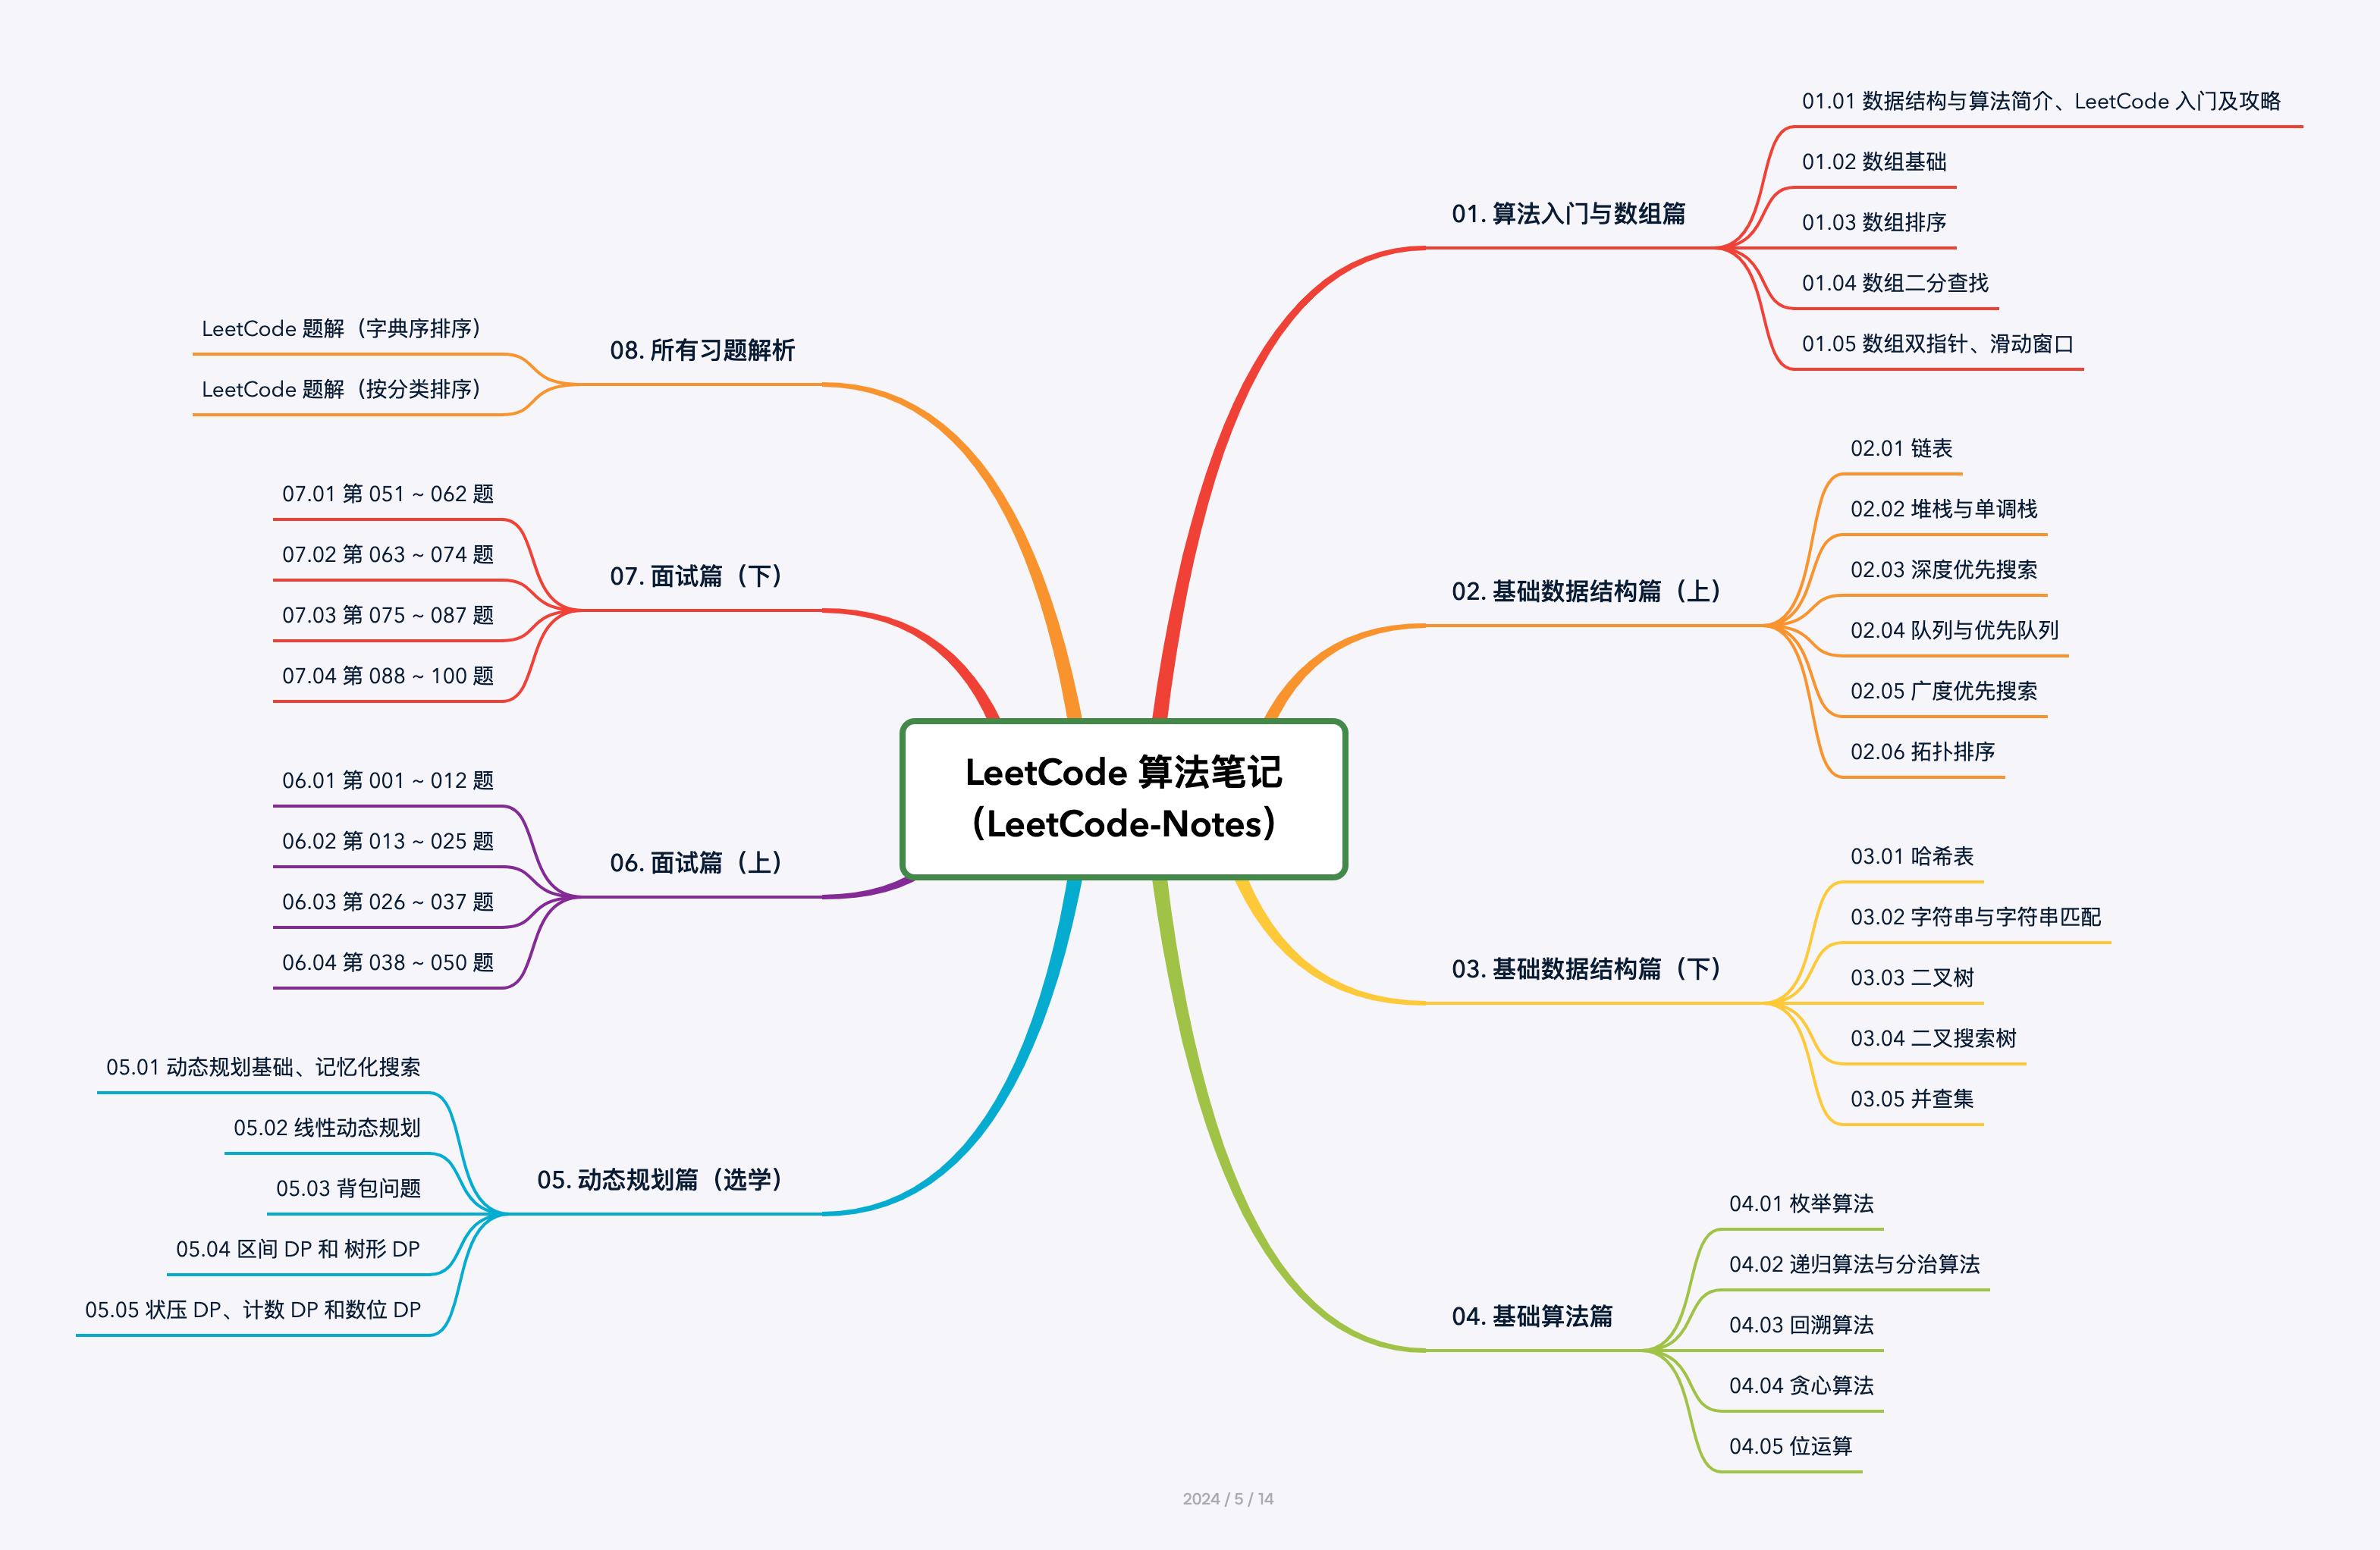 LeetCode 算法笔记
（LeetCode-Notes）
01. 算法入门与数组篇
01.01 数据结构与算法简介、LeetCode 入门及攻略
01.02 数组基础
01.03 数组排序
01.04 数组二分查找
01.05 数组双指针、滑动窗口
02. 基础数据结构篇（上）
02.01 链表
02.02 堆栈与单调栈
02.03 深度优先搜索
02.04 队列与优先队列
02.05 广度优先搜索
02.06 拓扑排序
03. 基础数据结构篇（下）
03.01 哈希表
03.02 字符串与字符串匹配
03.03 二叉树
03.04 二叉搜索树
03.05 并查集
04. 基础算法篇
04.01 枚举算法
04.02 递归算法与分治算法
04.03 回溯算法
04.04 贪心算法
04.05 位运算
05. 动态规划篇（选学）
05.01 动态规划基础、记忆化搜索
05.02 线性动态规划
05.03 背包问题
05.04 区间 DP 和 树形 DP
05.05 状压 DP、计数 DP 和数位 DP
06. 面试篇（上）
06.01 第 001 ~ 012 题
06.02 第 013 ~ 025 题
06.03 第 026 ~ 037 题
06.04 第 038 ~ 050 题
07. 面试篇（下）
07.01 第 051 ~ 062 题
07.02 第 063 ~ 074 题
07.03 第 075 ~ 087 题
07.04 第 088 ~ 100 题
08. 所有习题解析
LeetCode 题解（字典序排序）
LeetCode 题解（按分类排序）
2024 / 5 / 14